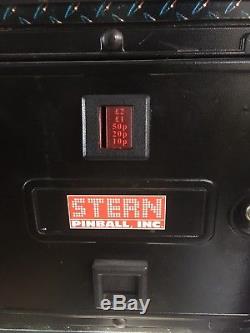 £2
£1
50p
20p
10p
STERN
PINBALL, INC.